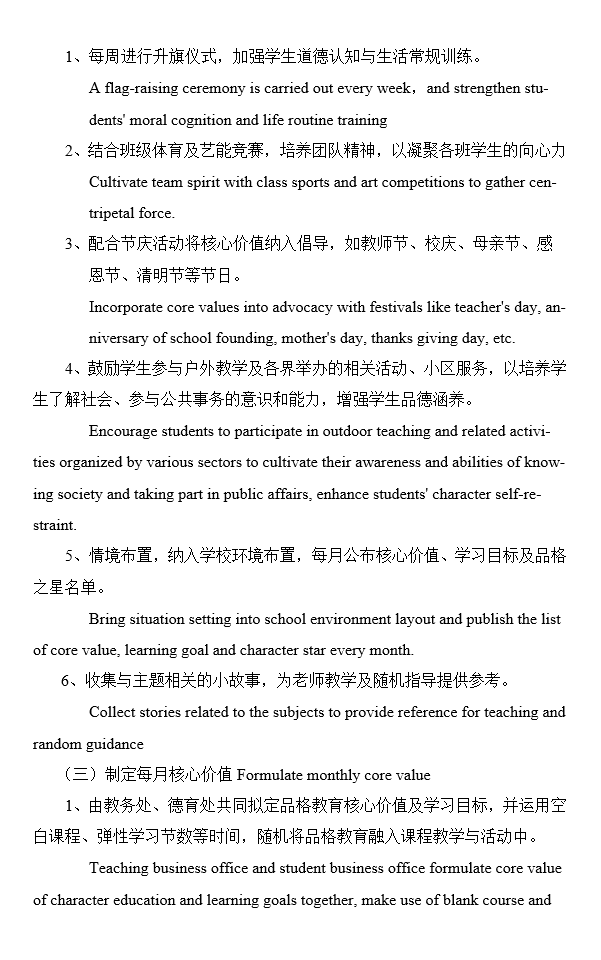 1、每周进行升旗仪式，加强学生道德认知与生活常规训练。
A flag-raising ceremony is carried out every week，and strengthen stu-
dents' moral cognition and life routine training
2、结合班级体育及艺能竞赛，培养团队精神，以凝聚各班学生的向心力
Cultivate team spirit with class sports and art competitions to gather cen-
tripetal force.
3、配合节庆活动将核心价值纳入倡导，如教师节、校庆、母亲节、感
恩节、清明节等节日。
Incorporate core values into advocacy with festivals like teacher's day, an-
niversary of school founding, mother's day, thanks giving day, etc.
4、鼓励学生参与户外教学及各界举办的相关活动、小区服务，以培养学
生了解社会、参与公共事务的意识和能力，增强学生品德涵养。
Encourage students to participate in outdoor teaching and related activi-
ties organized by various sectors to cultivate their awareness and abilities of know-
ing society and taking part in public affairs, enhance students' character self-re-
straint.
5、情境布置，纳入学校环境布置，每月公布核心价值、学习目标及品格
之星名单。
Bring situation setting into school environment layout and publish the list
of core value, learning goal and character star every month.
6、收集与主题相关的小故事，为老师教学及随机指导提供参考。
Collect stories related to the subjects to provide reference for teaching and
random guidance
（三）制定每月核心价值 Formulate monthly core value
1、由教务处、德育处共同拟定品格教育核心价值及学习目标，并运用空
白课程、弹性学习节数等时间，随机将品格教育融入课程教学与活动中。
Teaching business office and student business office formulate core value
of character education and learning goals together, make use of blank course and